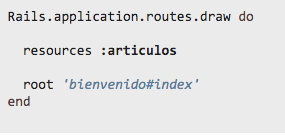 Rails.application.routes.draw do
resources :articulos
root 'bienvenido#index'
end